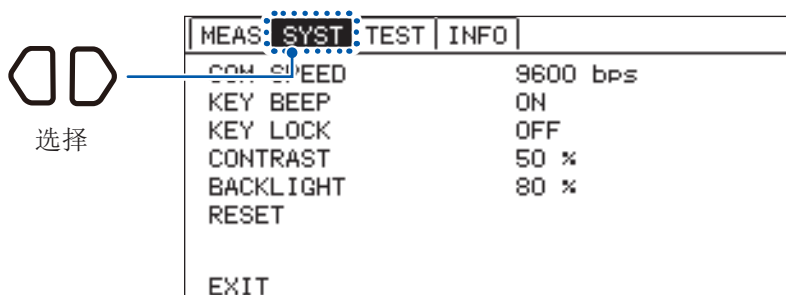 MEAS SYST TEST INFO
COM SPEED 9600 bps
KEY BEEP ON
KEY LOCK OFF
CONTRAST 50 %
BACKLIGHT 80 %
RESET
EXIT
选择